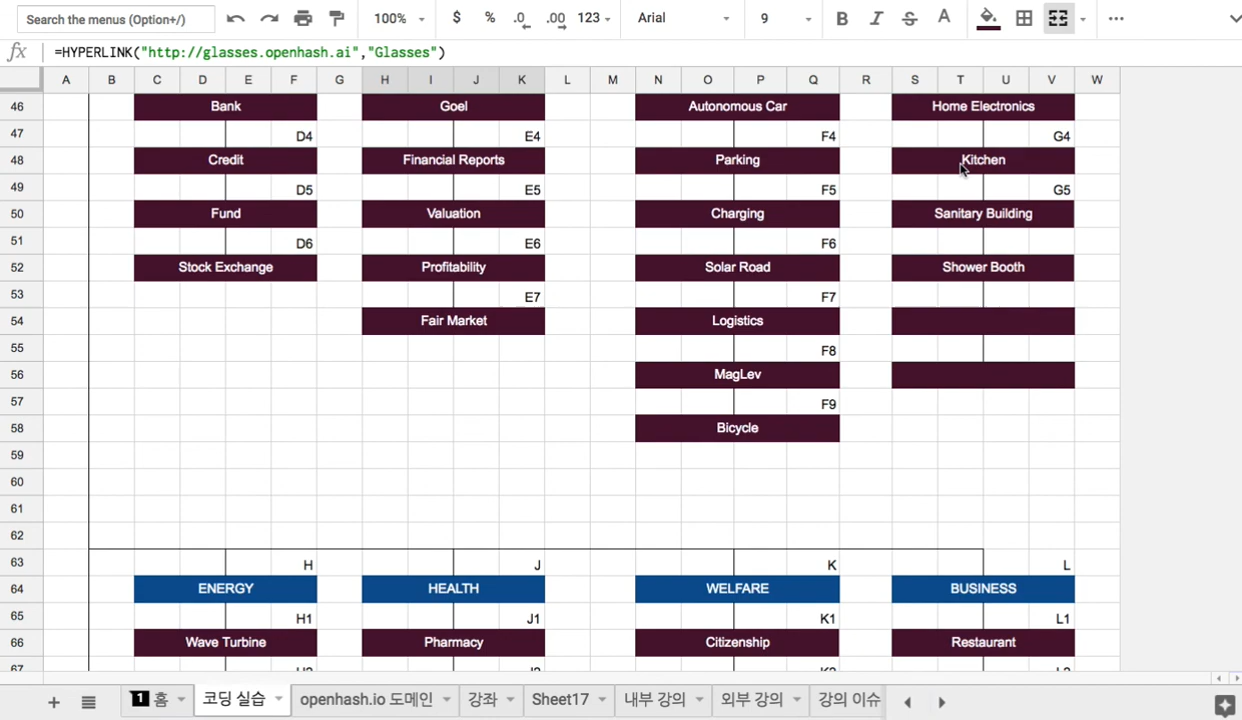 Search the menus (Option+/) 100% $ % .0 .00 123 Arial 9 B I S A
fx =HYPERLINK("http://glasses.openhash.ai","Glasses")
A B C D E F G H I J K L M N O P Q R S T U V W
46 Bank Goel Autonomous Car Home Electronics
47 D4 E4 F4 G4
48 Credit Financial Reports Parking Kitchen
49 D5 E5 F5 G5
50 Fund Valuation Charging Sanitary Building
51 D6 E6 F6
52 Stock Exchange Profitability Solar Road Shower Booth
53 E7 F7
54 Fair Market Logistics
55 F8
56 MagLev
57 F9
58 Bicycle
59
60
61
62
63 H J K L
64 ENERGY HEALTH WELFARE BUSINESS
65 H1 J1 K1 L1
66 Wave Turbine Pharmacy Citizenship Restaurant
67
1 홈 코딩 실습 openhash.io 도메인 강좌 Sheet17 내부 강의 외부 강의 강의 이슈